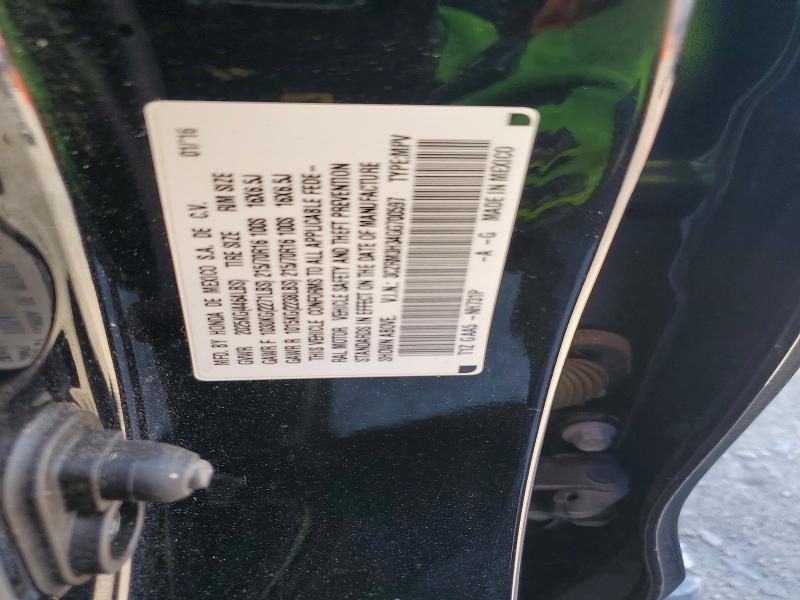 MFD. BY HONDA DE MEXICO S.A. DE C.V. 01/16
GVWR 2025KG(4464LBS) TIRE SIZE RIM SIZE
GAWR F 1030KG(2271LBS) 215/70R16 100S 16X6.5J
GAWR R 1015KG(2238LBS) 215/70R16 100S 16X6.5J
THIS VEHICLE CONFORMS TO ALL APPLICABLE FEDE-
RAL MOTOR VEHICLE SAFETY AND THEFT PREVENTION
STANDARDS IN EFFECT ON THE DATE OF MANUFACTURE
SHOWN ABOVE. V.I.N.: TYPE:MPV
-A -G MADE IN MEXICO